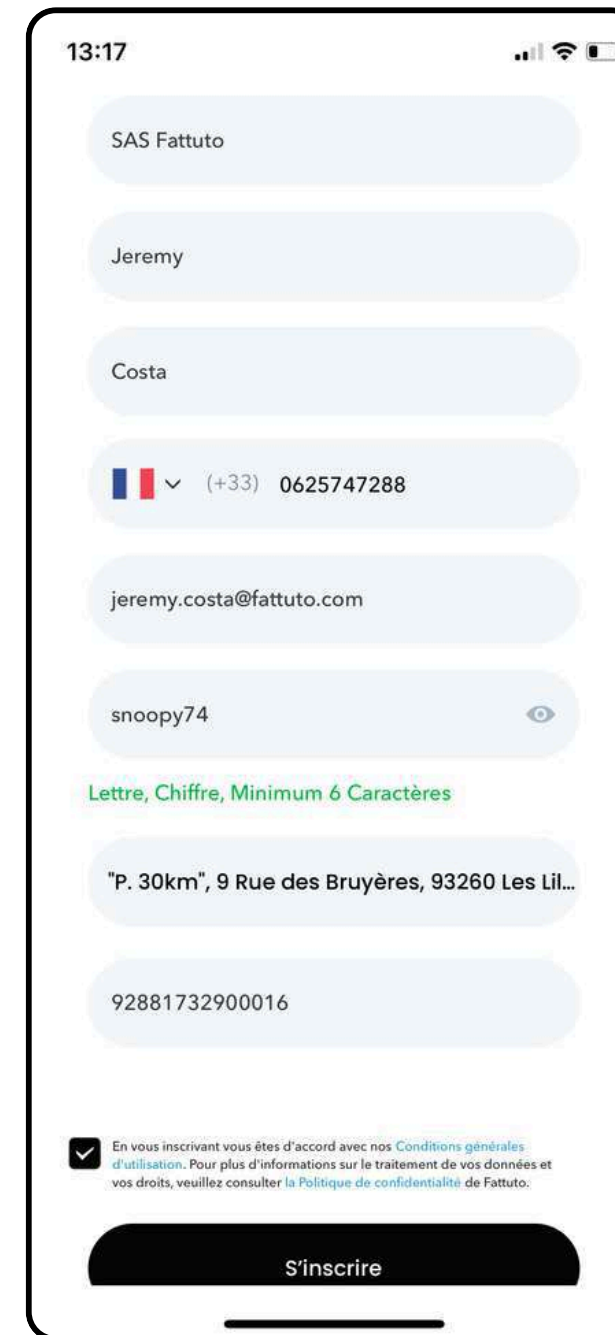 13:17
SAS Fattuto
Jeremy
Costa
(+33) 0625747288
jeremy.costa@fattuto.com
snoopy74
Lettre, Chiffre, Minimum 6 Caractères
"P. 30km", 9 Rue des Bruyères, 93260 Les Lil...
92881732900016
En vous inscrivant vous êtes d'accord avec nos Conditions générales
d'utilisation. Pour plus d'informations sur le traitement de vos données et
vos droits, veuillez consulter la Politique de confidentialité de Fattuto.
S'inscrire